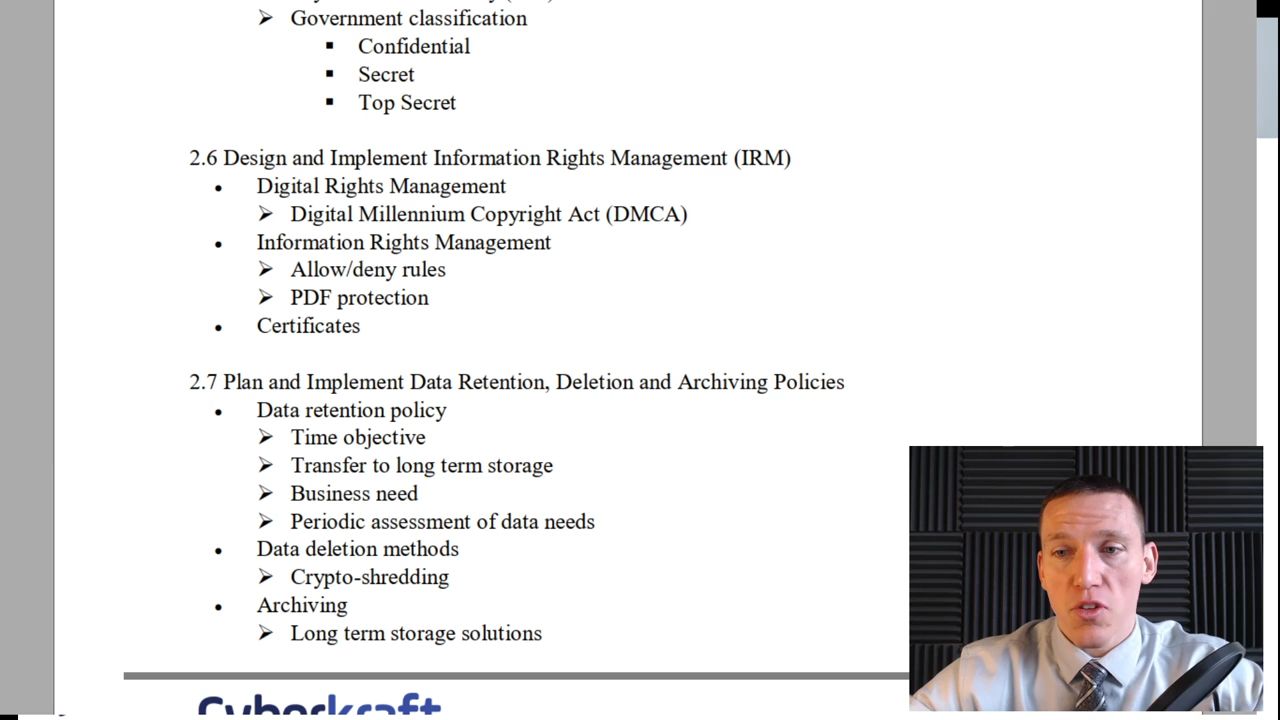 ➢ Government classification
▪ Confidential
▪ Secret
▪ Top Secret
2.6 Design and Implement Information Rights Management (IRM)
• Digital Rights Management
➢ Digital Millennium Copyright Act (DMCA)
• Information Rights Management
➢ Allow/deny rules
➢ PDF protection
• Certificates
2.7 Plan and Implement Data Retention, Deletion and Archiving Policies
• Data retention policy
➢ Time objective
➢ Transfer to long term storage
➢ Business need
➢ Periodic assessment of data needs
• Data deletion methods
➢ Crypto-shredding
• Archiving
➢ Long term storage solutions
Cyberkraft